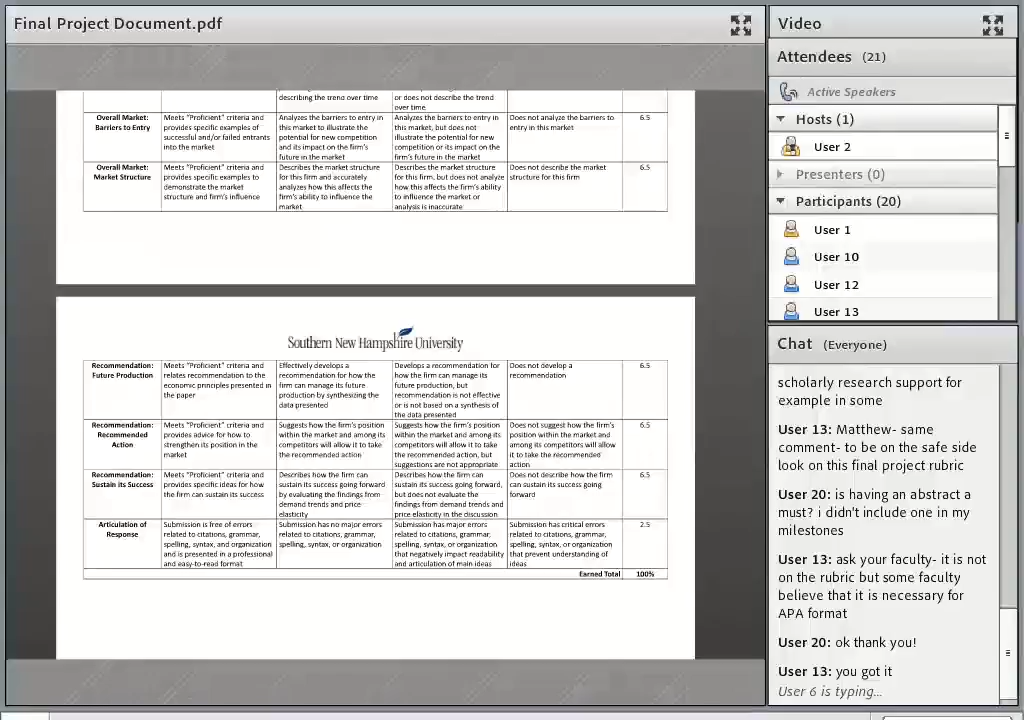 Final Project Document.pdf
describing the trend over time
or does not describe the trend
over time
Overall Market:
Barriers to Entry
Meets "Proficient" criteria and
provides specific examples of
successful and/or failed entrants
into the market
Analyzes the barriers to entry in
this market to illustrate the
potential for new competition
and its impact on the firm's
future in the market
Analyzes the barriers to entry in
this market, but does not
illustrate the potential for new
competition or its impact on the
firm's future in the market
Does not analyze the barriers to
entry in this market
6.5
Overall Market:
Market Structure
Meets "Proficient" criteria and
provides specific examples to
demonstrate the market
structure and firm's influence
Describes the market structure
for this firm and accurately
analyzes how this affects the
firm's ability to influence the
market
Describes the market structure
for this firm, but does not analyze
how this affects the firm's ability
to influence the market or
analysis is inaccurate
Does not describe the market
structure for this firm
6.5
Southern New Hampshire University
Recommendation:
Future Production
Meets "Proficient" criteria and
relates recommendation to the
economic principles presented in
the paper
Effectively develops a
recommendation for how the
firm can manage its future
production by synthesizing the
data presented
Develops a recommendation for
how the firm can manage its
future production, but
recommendation is not effective
or is not based on a synthesis of
the data presented
Does not develop a
recommendation
6.5
Recommendation:
Recommended
Action
Meets "Proficient" criteria and
provides advice for how to
strengthen its position in the
market
Suggests how the firm's position
within the market and among its
competitors will allow it to take
the recommended action
Suggests how the firm's position
within the market and among its
competitors will allow it to take
the recommended action, but
suggestions are not appropriate
Does not suggest how the firm's
position within the market and
among its competitors will allow
it to take the recommended
action
6.5
Recommendation:
Sustain its Success
Meets "Proficient" criteria and
provides specific ideas for how
the firm can sustain its success
Describes how the firm can
sustain its success going forward
by evaluating the findings from
demand trends and price
elasticity
Describes how the firm can
sustain its success going forward,
but does not evaluate the
findings from demand trends and
price elasticity in the discussion
Does not describe how the firm
can sustain its success going
forward
6.5
Articulation of
Response
Submission is free of errors
related to citations, grammar,
spelling, syntax, and organization
and is presented in a professional
and easy-to-read format
Submission has no major errors
related to citations, grammar,
spelling, syntax, or organization
Submission has major errors
related to citations, grammar,
spelling, syntax, or organization
that negatively impact readability
and articulation of main ideas
Submission has critical errors
related to citations, grammar,
spelling, syntax, or organization
that prevent understanding of
ideas
2.5
Earned Total
100%
Video
Attendees (21)
Active Speakers
Hosts (1)
User 2
Presenters (0)
Participants (20)
User 1
User 10
User 12
User 13
Chat (Everyone)
scholarly research support for
example in some
User 13: Matthew- same
comment- to be on the safe side
look on this final project rubric
User 20: is having an abstract a
must? i didn't include one in my
milestones
User 13: ask your faculty- it is not
on the rubric but some faculty
believe that it is necessary for
APA format
User 20: ok thank you!
User 13: you got it
User 6 is typing...